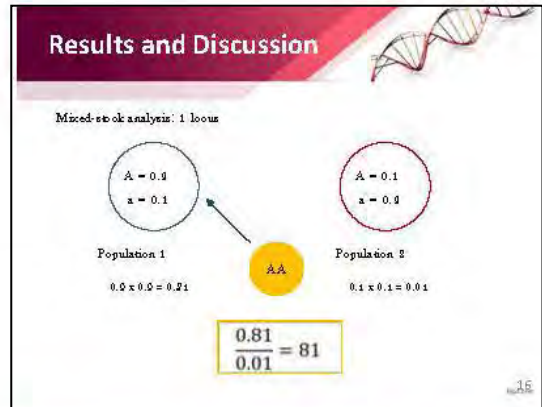 Results and Discussion
Mixed-stock analysis: 1 locus
A = 0.9
a = 0.1
A = 0.1
a = 0.9
AA
Population 1
Population 2
0.9 x 0.9 = 0.81
0.1 x 0.1 = 0.01
0.81
0.01
= 81
16